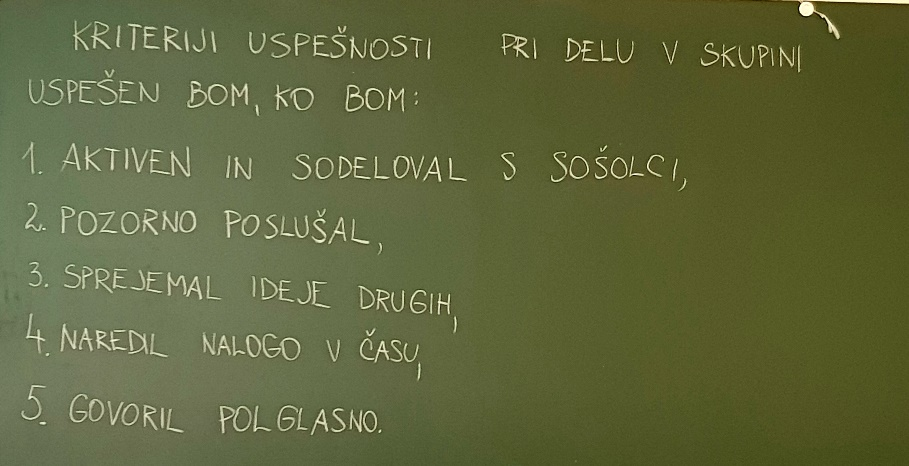 KRITERIJI USPEŠNOSTI PRI DELU V SKUPINI
USPEŠEN BOM, KO BOM:
1. AKTIVEN IN SODELOVAL S SOŠOLCI,
2. POZORNO POSLUŠAL,
3. SPREJEMAL IDEJE DRUGIH,
4. NAREDIL NALOGO V ČASU,
5. GOVORIL POLGLASNO.